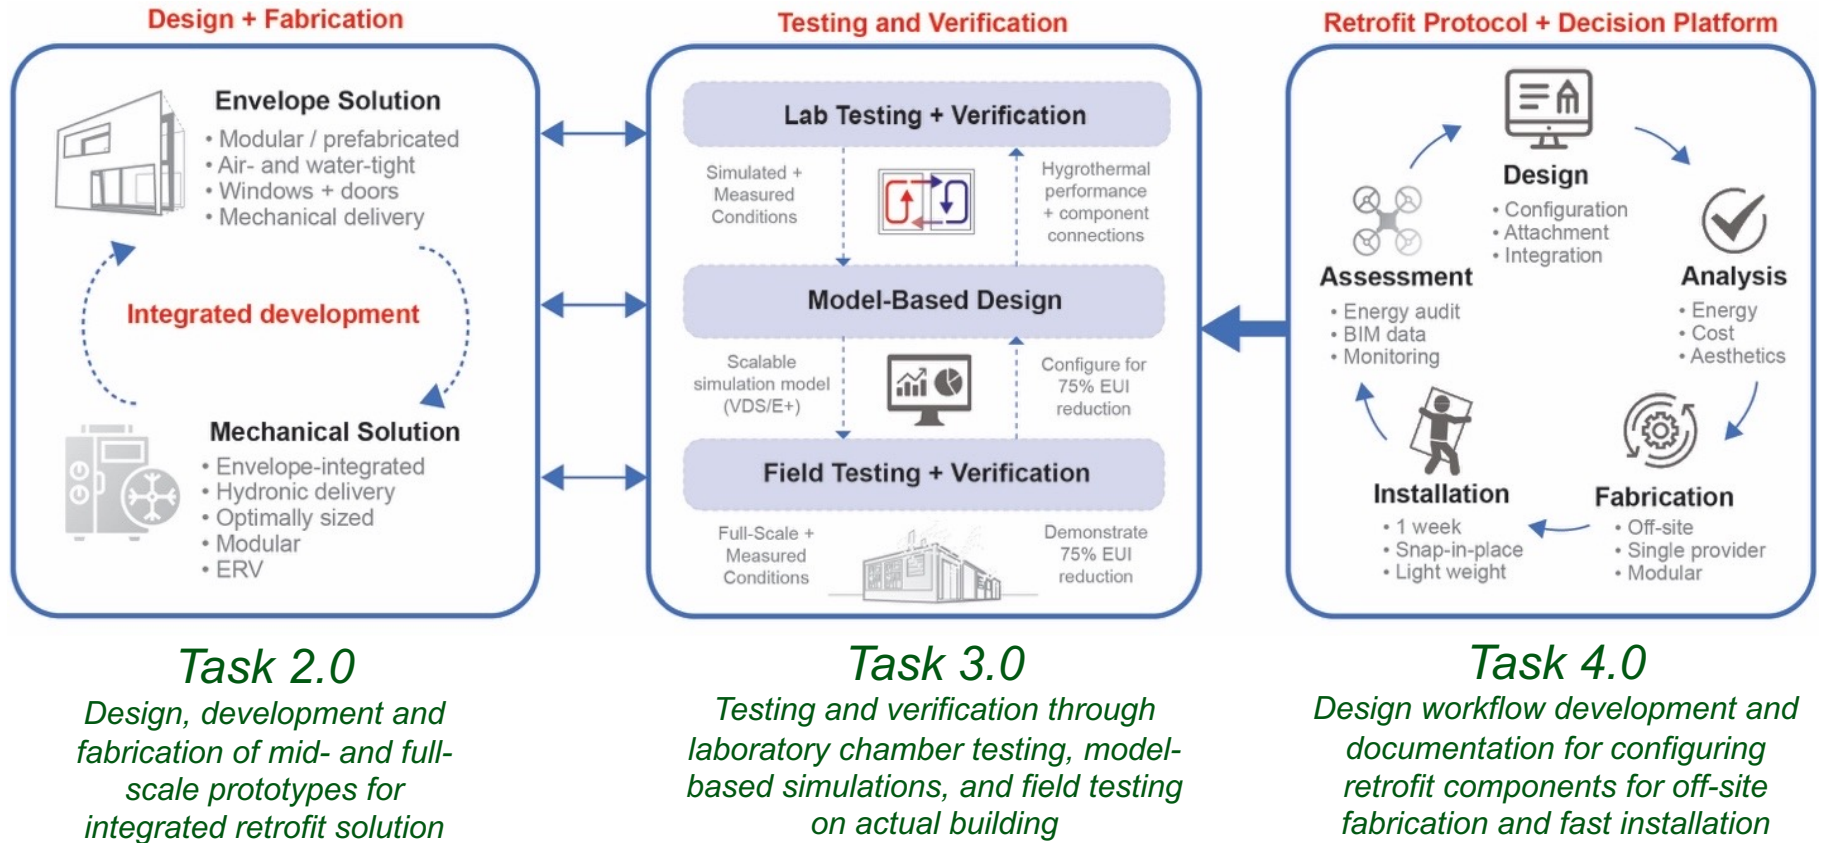 Design + Fabrication
Envelope Solution
• Modular / prefabricated
• Air- and water-tight
• Windows + doors
• Mechanical delivery
Integrated development
Mechanical Solution
• Envelope-integrated
• Hydronic delivery
• Optimally sized
• Modular
• ERV
Task 2.0
Design, development and
fabrication of mid- and full-
scale prototypes for
integrated retrofit solution
Testing and Verification
Lab Testing + Verification
Simulated +
Measured
Conditions
Hygrothermal
performance
+ component
connections
Model-Based Design
Scalable
simulation model
(VDS/E+)
Configure for
75% EUI
reduction
Field Testing + Verification
Full-Scale +
Measured
Conditions
Demonstrate
75% EUI
reduction
Task 3.0
Testing and verification through
laboratory chamber testing, model-
based simulations, and field testing
on actual building
Retrofit Protocol + Decision Platform
Design
• Configuration
• Attachment
• Integration
Analysis
• Energy
• Cost
• Aesthetics
Fabrication
• Off-site
• Single provider
• Modular
Installation
• 1 week
• Snap-in-place
• Light weight
Assessment
• Energy audit
• BIM data
• Monitoring
Task 4.0
Design workflow development and
documentation for configuring
retrofit components for off-site
fabrication and fast installation